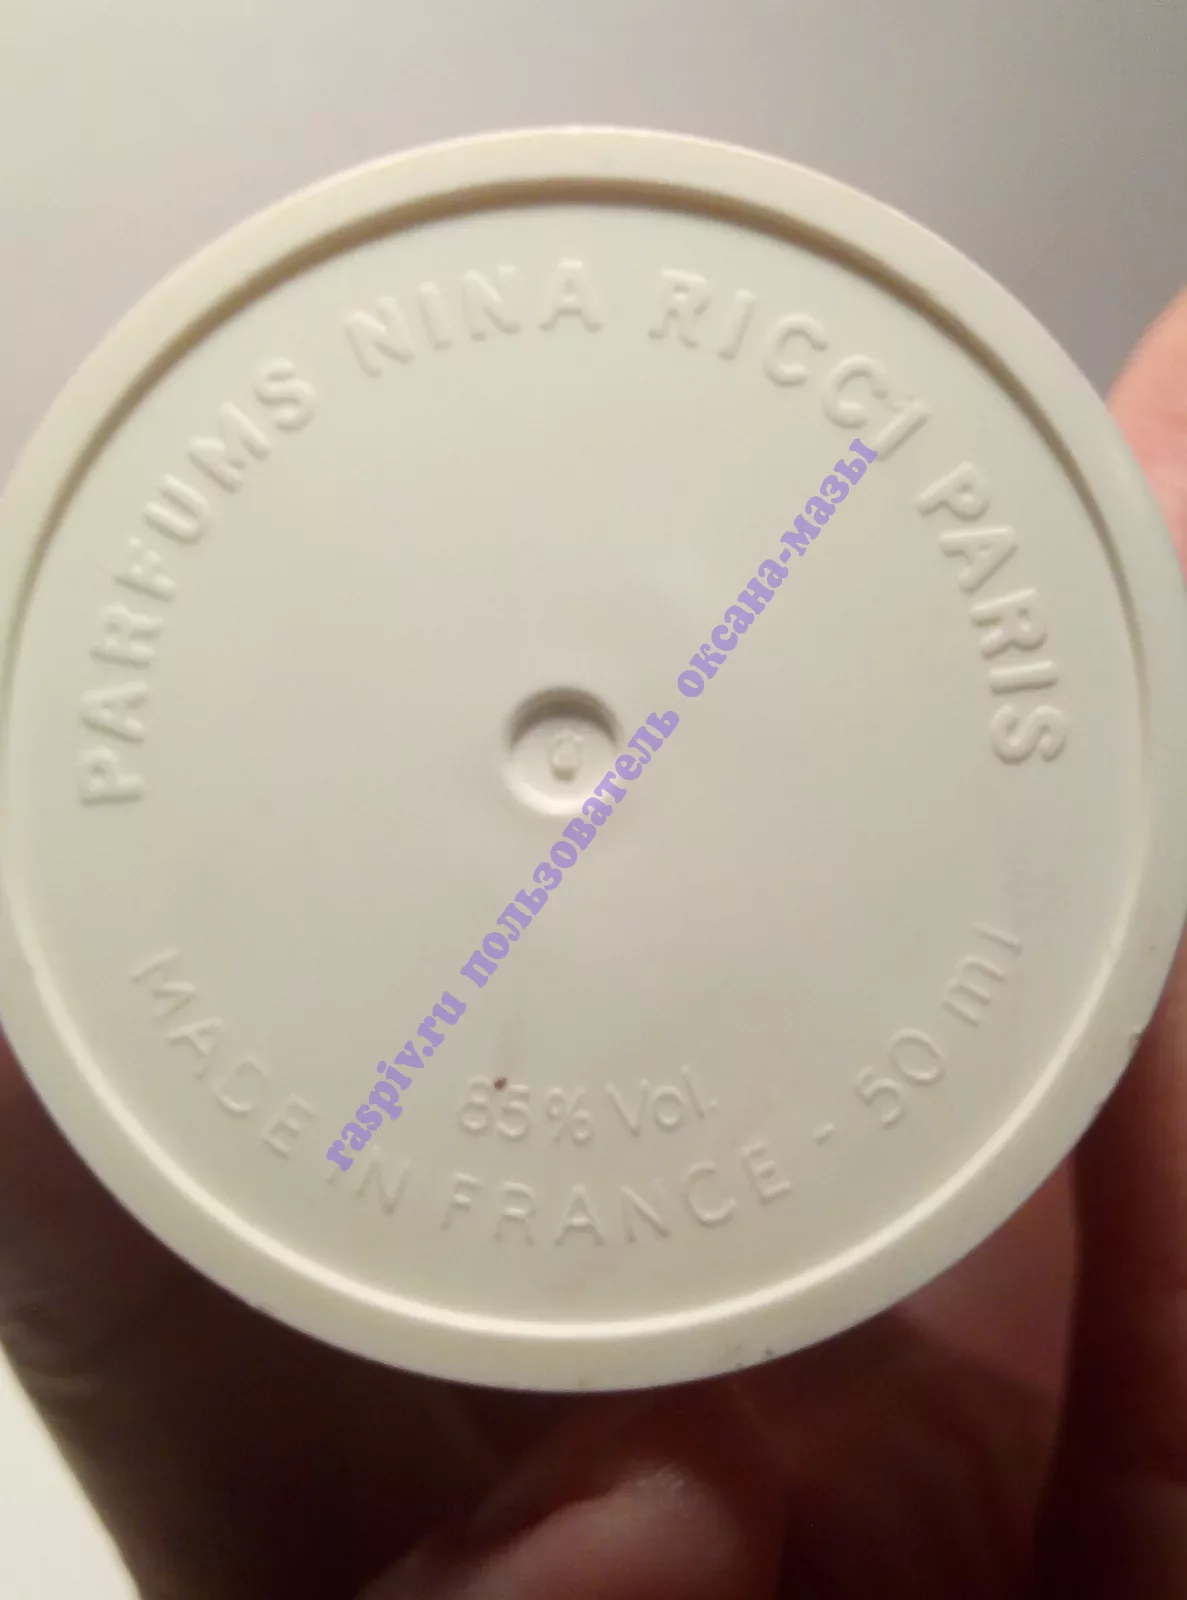 PARFUMS NINA RICCI PARIS
85% Vol.
MADE IN FRANCE - 50 ml
raspiv.ru пользователь оксана-Мазы